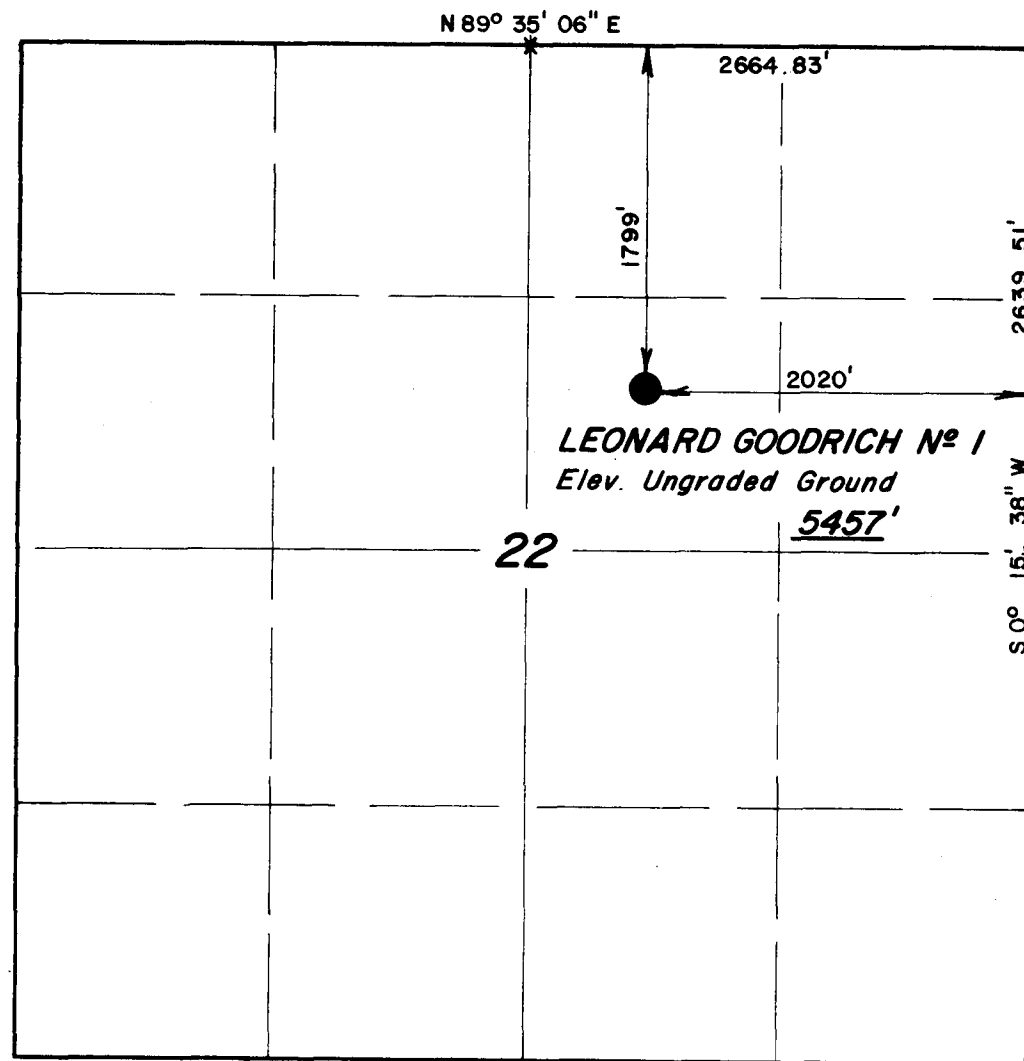 N 89° 35' 06" E
2664.83'
1799'
2639.51'
2020'
LEONARD GOODRICH Nº 1
Elev. Ungraded Ground
5457'
22
S 0° 15' 38" W